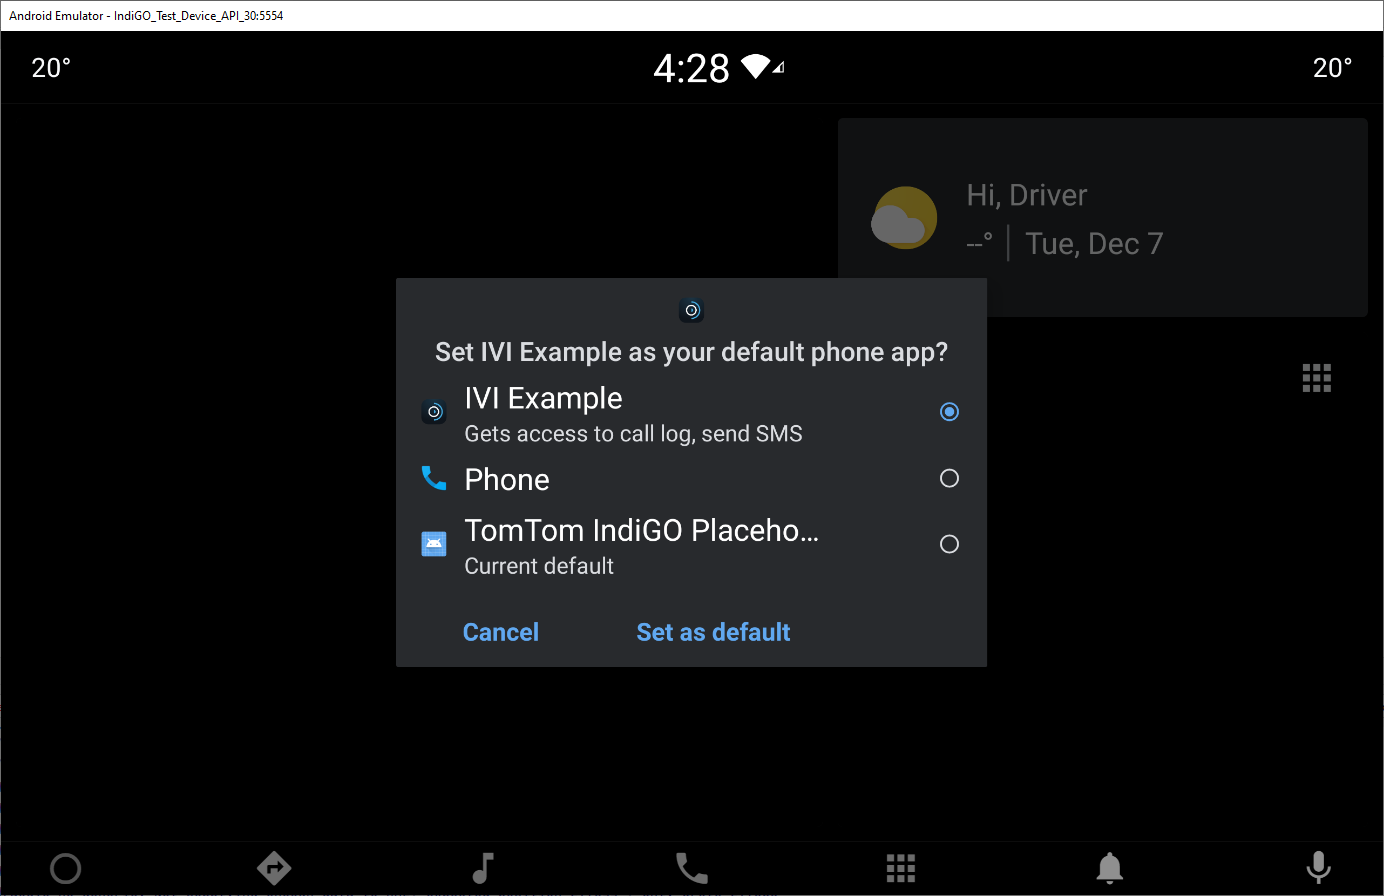 Android Emulator - IndiGO_Test_Device_API_30:5554
20°
4:28
20°
Hi, Driver
--° | Tue, Dec 7
Set IVI Example as your default phone app?
IVI Example
Gets access to call log, send SMS
Phone
TomTom IndiGO Placeho...
Current default
Cancel
Set as default